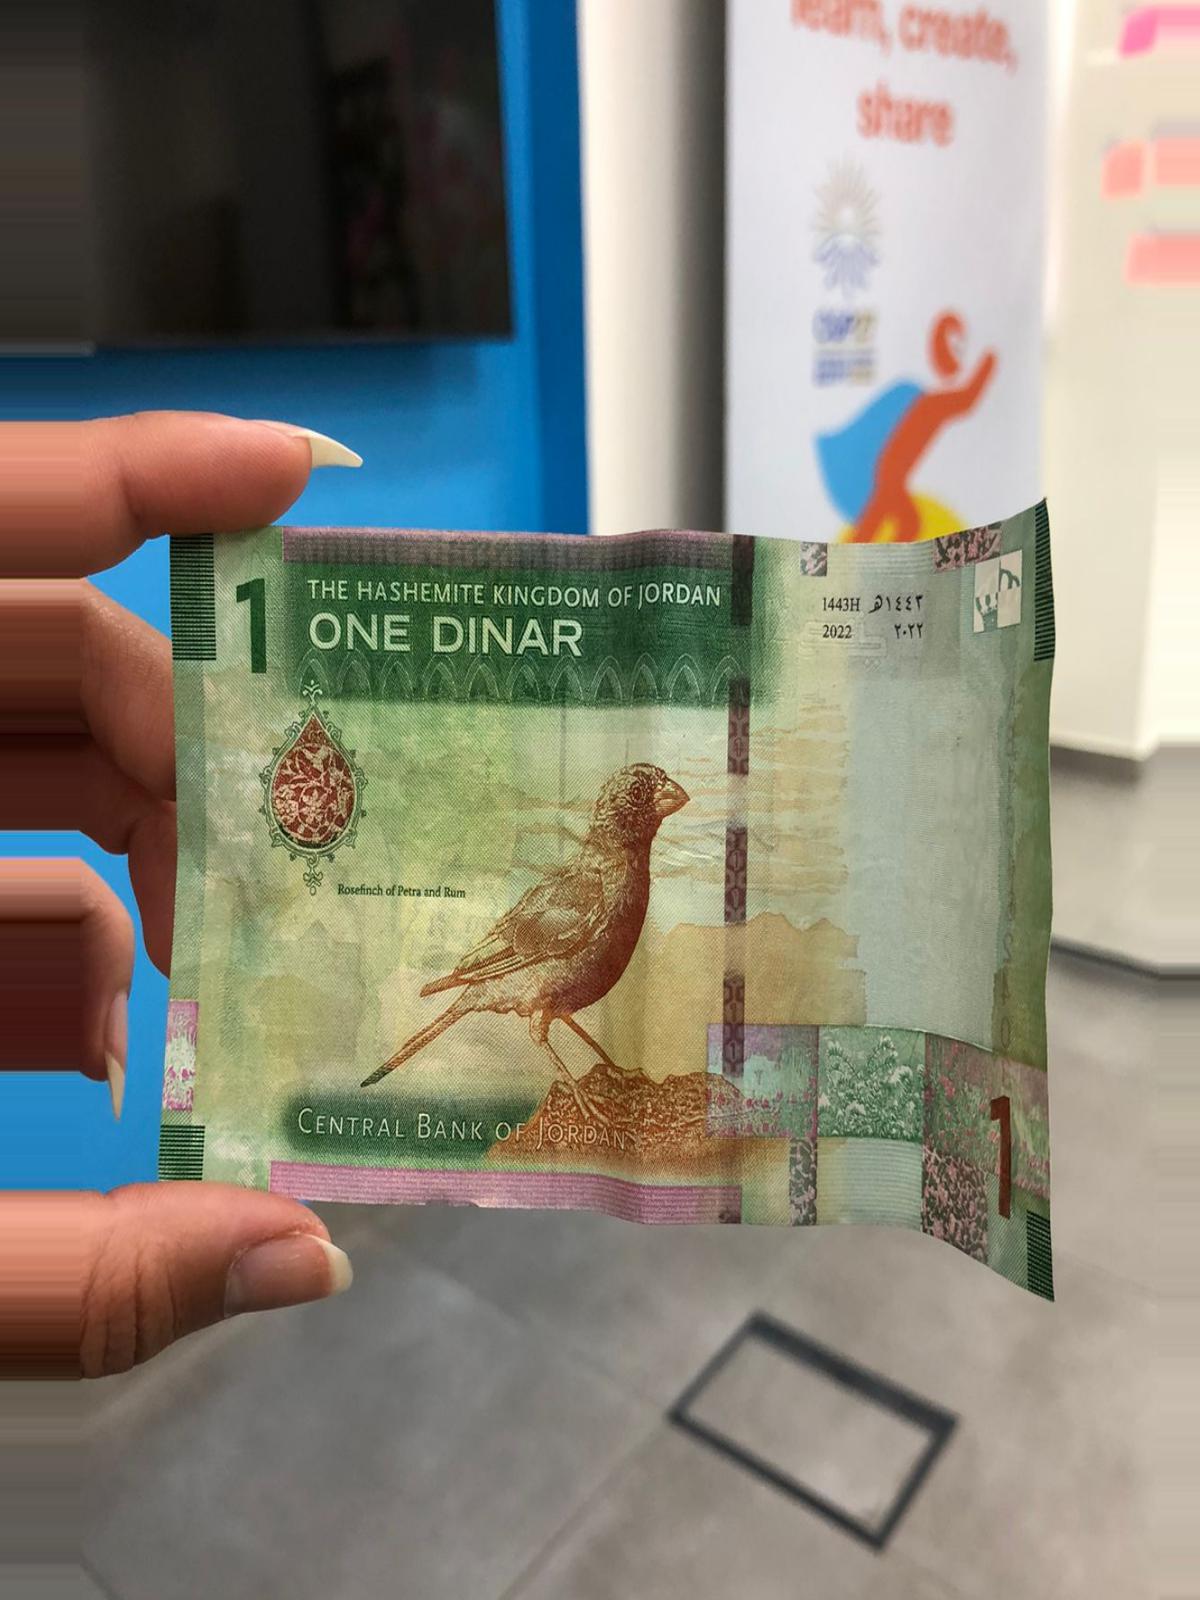 learn, create,
share
1
THE HASHEMITE KINGDOM OF JORDAN
ONE DINAR
1443H ١٤٤٣هـ
2022 ٢٠٢٢
Rosefinch of Petra and Rum
CENTRAL BANK OF JORDAN
1